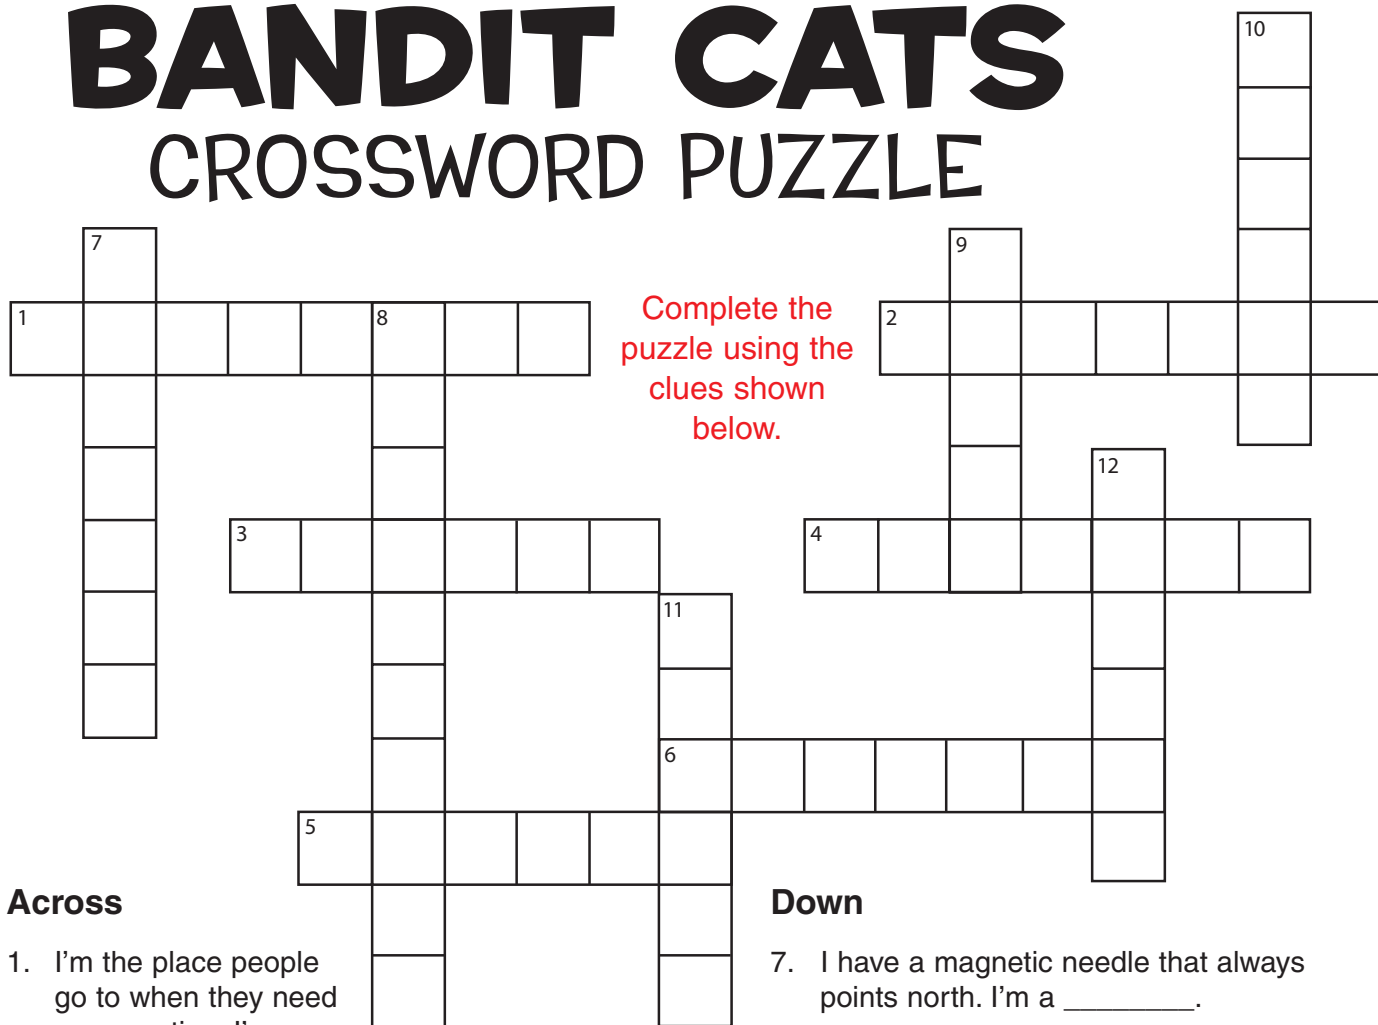 BANDIT CATS
CROSSWORD PUZZLE
10
7
9
1
8
2
Complete the
puzzle using the
clues shown
below.
12
3
4
11
6
5
Across
1. I'm the place people
go to when they need
Down
7. I have a magnetic needle that always
points north. I'm a ________.